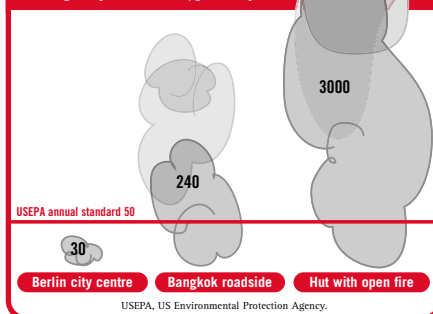 3000
240
USEPA annual standard 50
30
Berlin city centre
Bangkok roadside
Hut with open fire
USEPA, US Environmental Protection Agency.